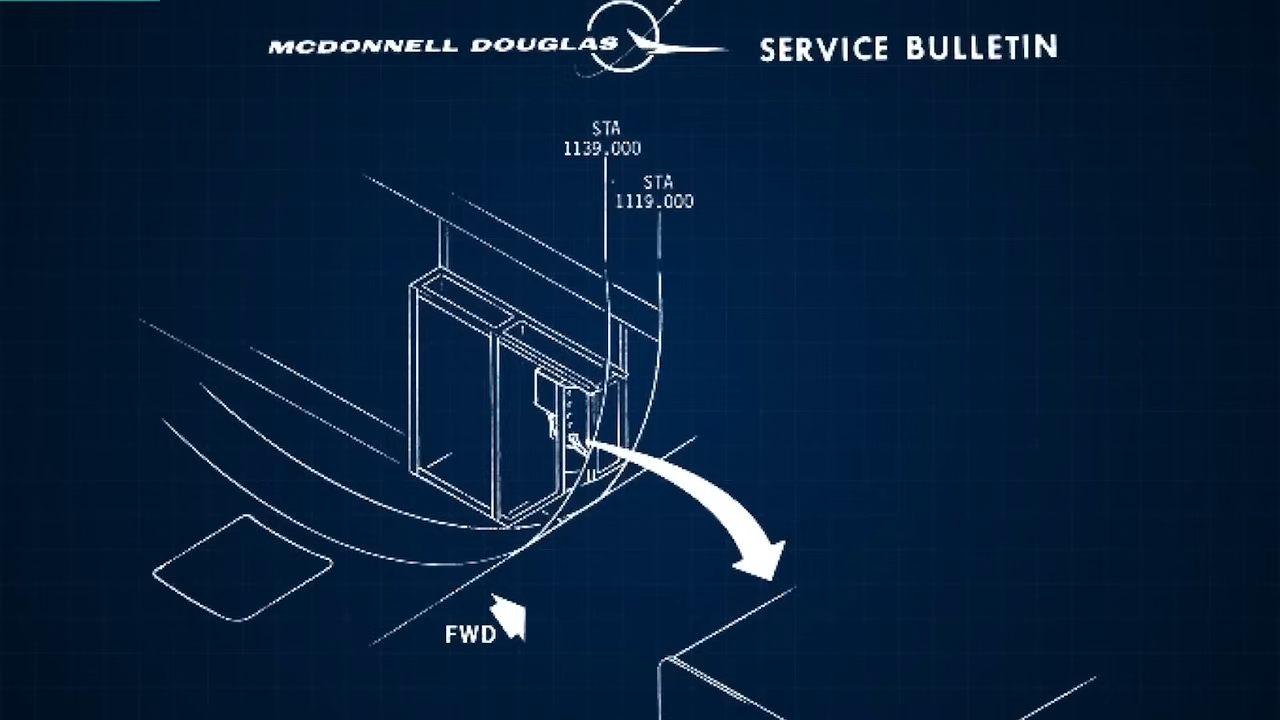 MCDONNELL DOUGLAS
SERVICE BULLETIN
STA
1139.000
STA
1119.000
FWD